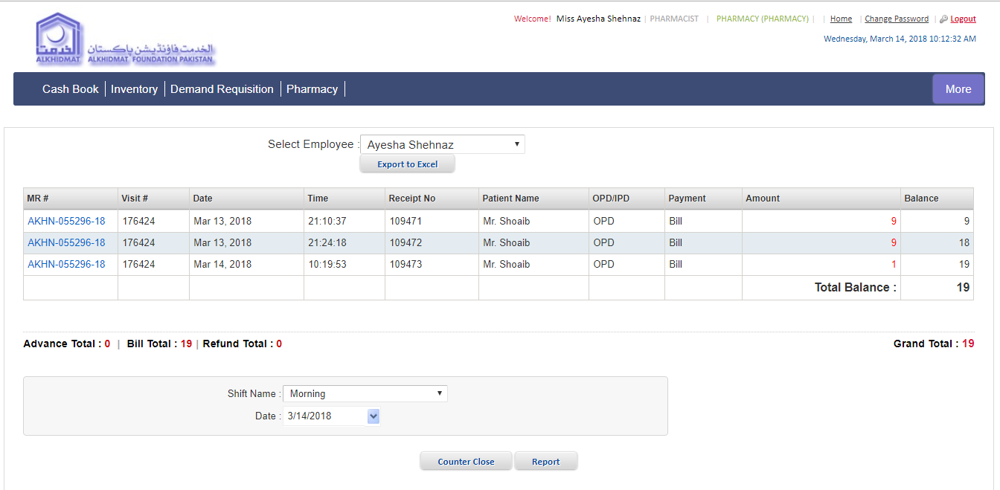 Welcome! Miss Ayesha Shehnaz | PHARMACIST | PHARMACY (PHARMACY) | | Home | Change Password | Logout
Wednesday, March 14, 2018 10:12:32 AM
الخدمت
ALKHIDMAT
الخدمت فاؤنڈیشن پاکستان
ALKHIDMAT FOUNDATION PAKISTAN
Cash Book | Inventory | Demand Requisition | Pharmacy | More
Select Employee : Ayesha Shehnaz
Export to Excel
MR # Visit # Date Time Receipt No Patient Name OPD/IPD Payment Amount Balance
AKHN-055296-18 176424 Mar 13, 2018 21:10:37 109471 Mr. Shoaib OPD Bill 9 9
AKHN-055296-18 176424 Mar 13, 2018 21:24:18 109472 Mr. Shoaib OPD Bill 9 18
AKHN-055296-18 176424 Mar 14, 2018 10:19:53 109473 Mr. Shoaib OPD Bill 1 19
Total Balance : 19
Advance Total : 0 | Bill Total : 19 | Refund Total : 0 Grand Total : 19
Shift Name : Morning
Date : 3/14/2018
Counter Close Report